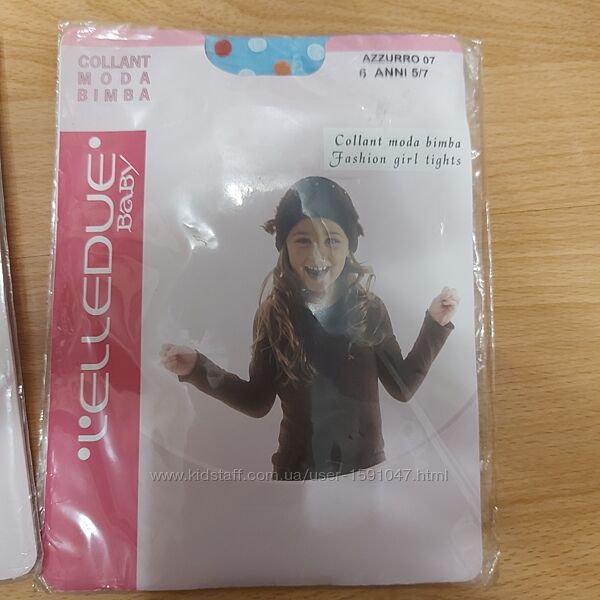 COLLANT
MODA
BIMBA
AZZURRO 07
6 ANNI 5/7
Collant moda bimba
Fashion girl tights
L'ELLEDUE
BABY
www.kidstaff.com.ua/user-1591047.html